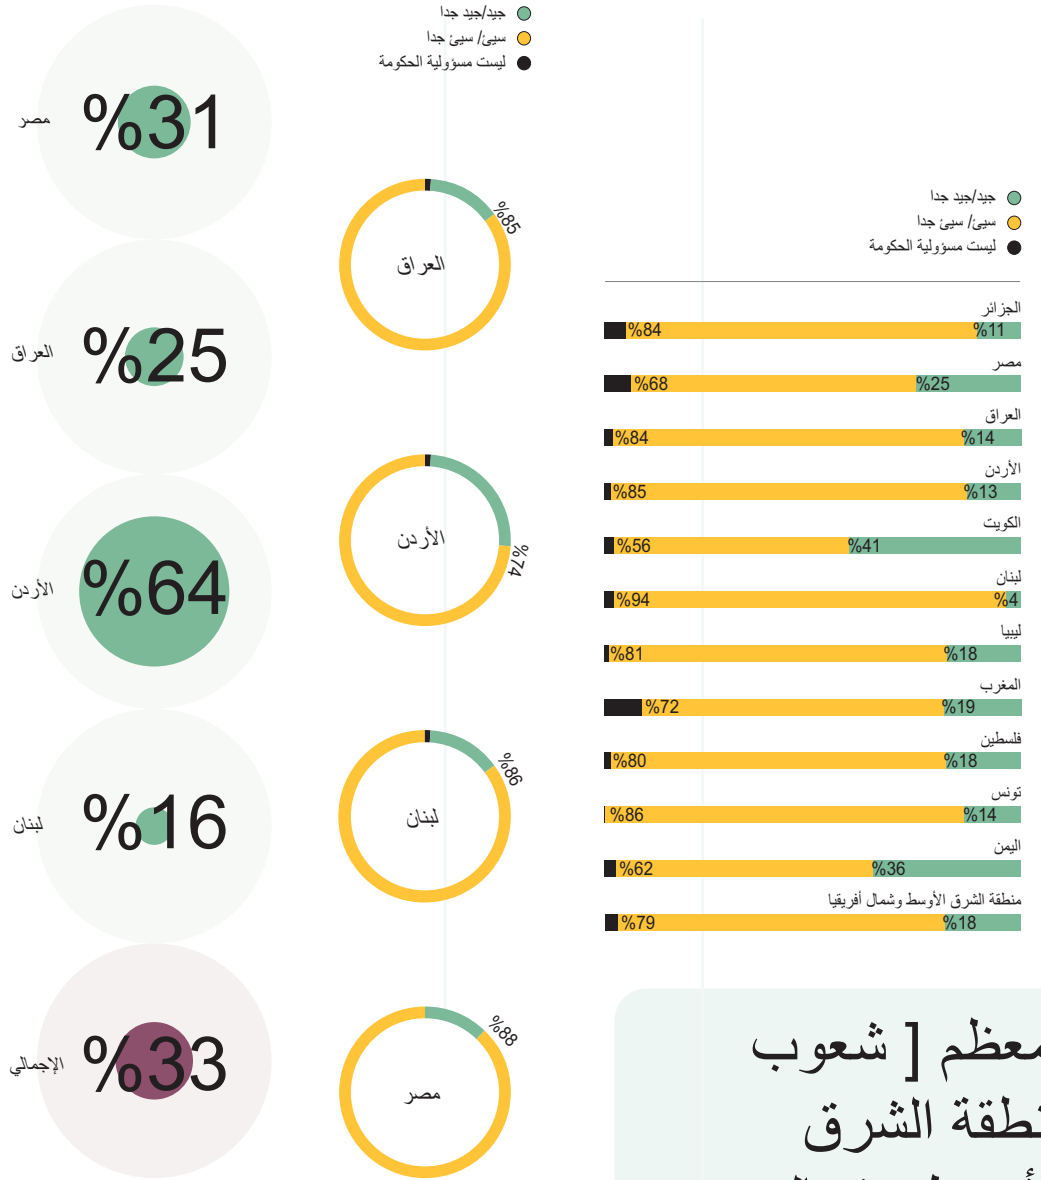 جيد/جيد جدا
سيئ/ سيئ جدا
ليست مسؤولية الحكومة
جيد/جيد جدا
سيئ/ سيئ جدا
ليست مسؤولية الحكومة
الجزائر
%84 %11
مصر
%68 %25
العراق
%84 %14
الأردن
%85 %13
الكويت
%56 %41
لبنان
%94 %4
ليبيا
%81 %18
المغرب
%72 %19
فلسطين
%80 %18
تونس
%86 %14
اليمن
%62 %36
منطقة الشرق الأوسط وشمال أفريقيا
%79 %18
معظم [ شعوب
الشرق
%85
العراق
%74
الأردن
%86
لبنان
%88
مصر
مصر %31
العراق %25
الأردن %64
لبنان %16
الإجمالي %33